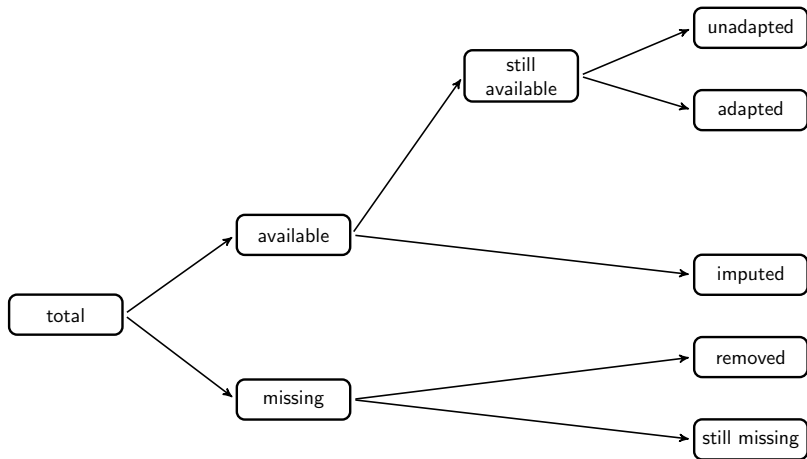 unadapted
still
available
adapted
available
imputed
total
removed
missing
still missing